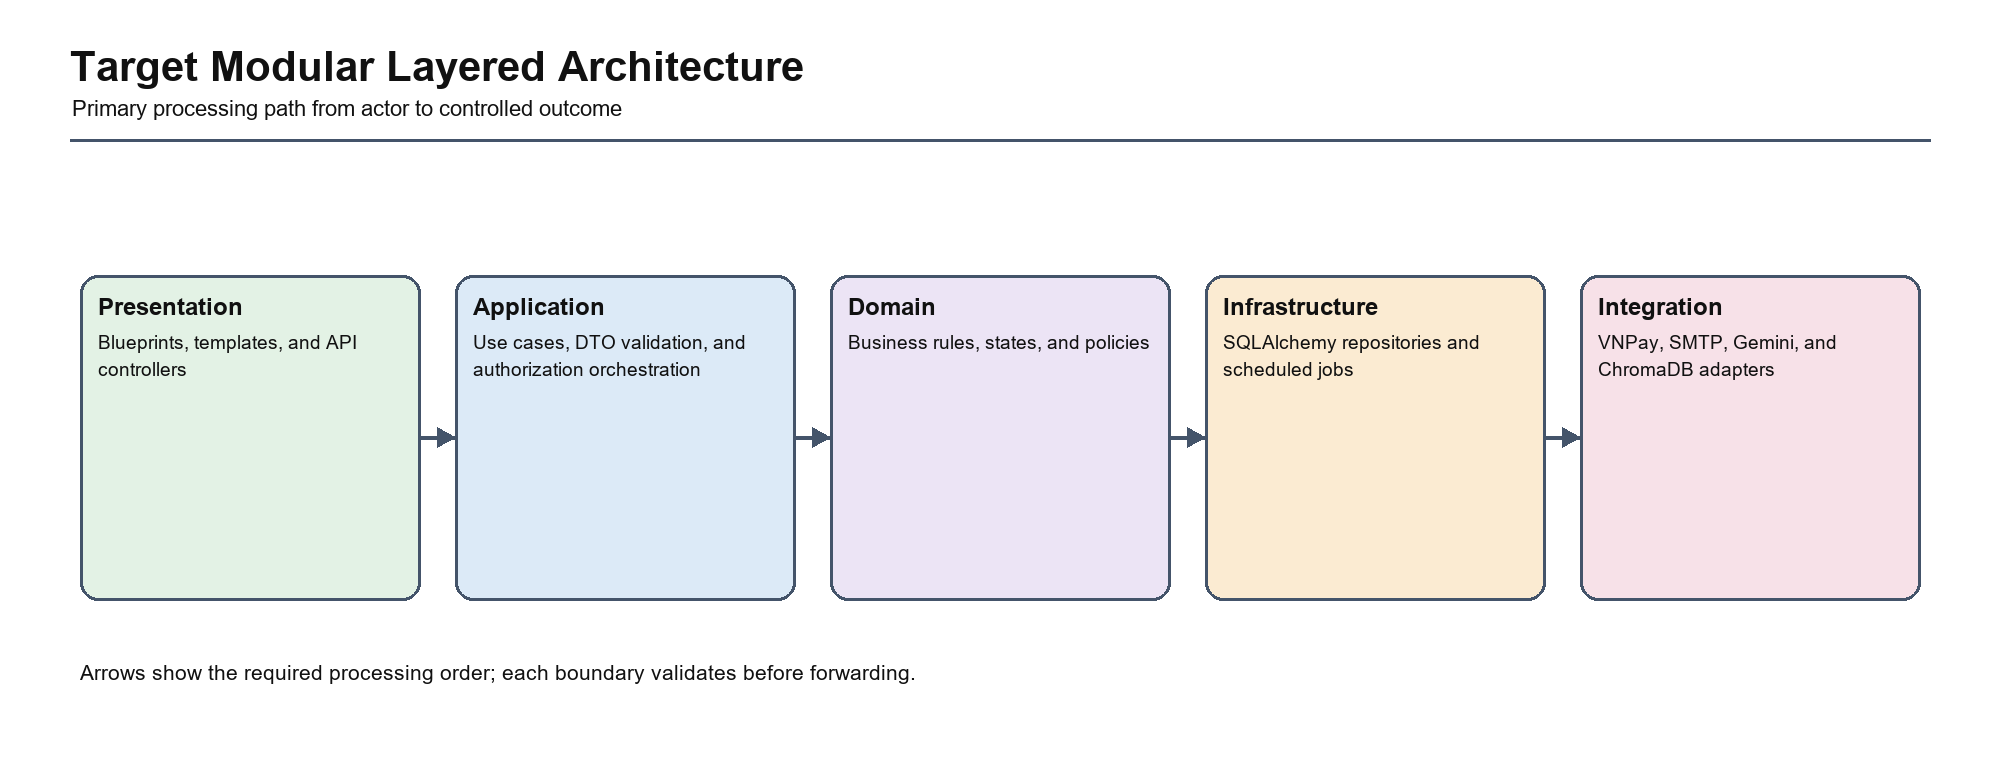 Target Modular Layered Architecture
Primary processing path from actor to controlled outcome
Presentation
Blueprints, templates, and API
controllers
Application
Use cases, DTO validation, and
authorization orchestration
Domain
Business rules, states, and policies
Infrastructure
SQLAlchemy repositories and
scheduled jobs
Integration
VNPay, SMTP, Gemini, and
ChromaDB adapters
Arrows show the required processing order; each boundary validates before forwarding.